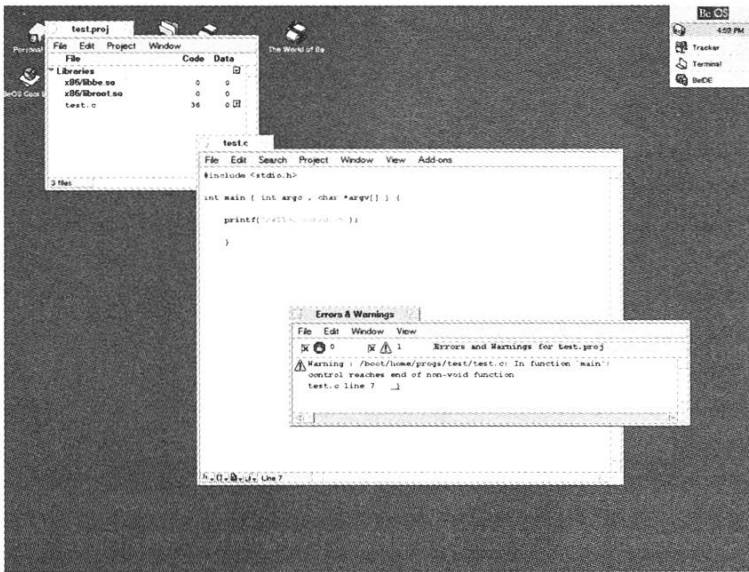 test.proj
File Edit Project Window
File Code Data
Libraries
x86/libbe.so 0 0
x86/libroot.so 0 0
test.c 36 0
3 files
Personal
BeOS
The World of Be
Be OS
4:52 PM
Tracker
Terminal
BeIDE
test.c
File Edit Search Project Window View Add-ons
#include <stdio.h>
int main ( int argc , char *argv[] ) {
printf( );
}
Line 7
Errors & Warnings
File Edit Window View
0 1 Errors and Warnings for test.proj
Warning : /boot/home/progs/test/test.c: In function `main':
control reaches end of non-void function
test.c line 7 }